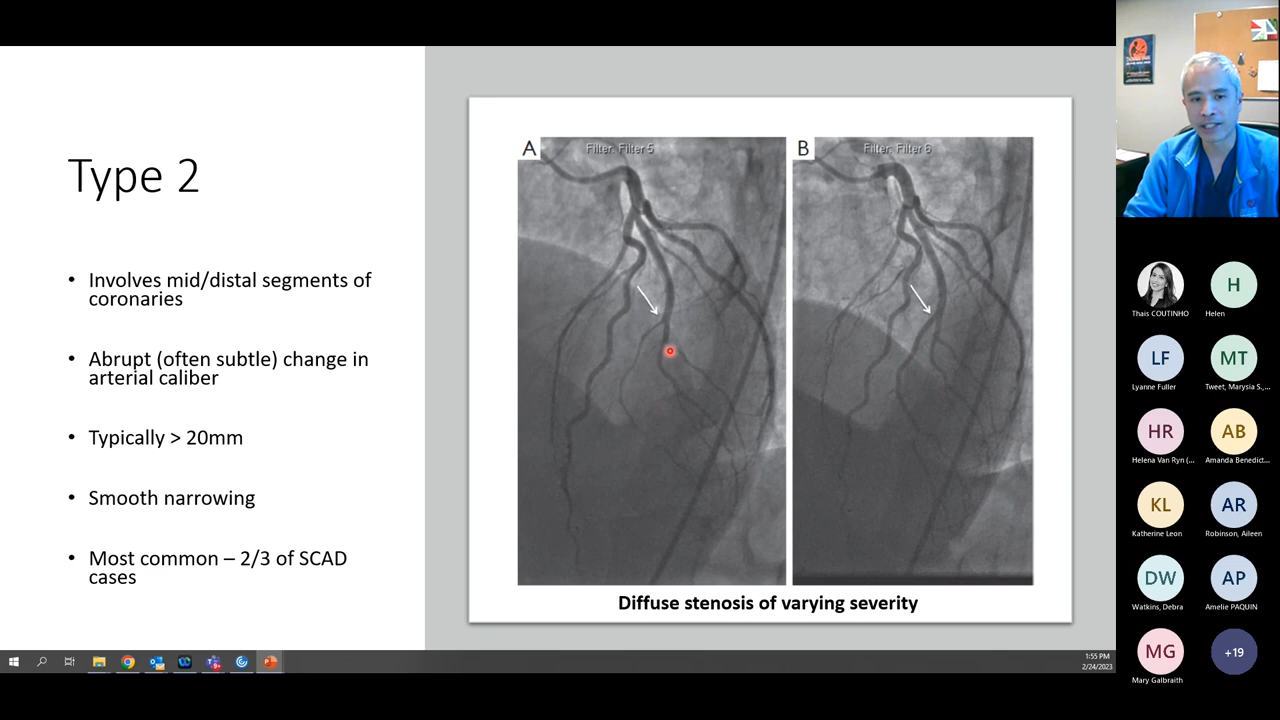 Type 2
• Involves mid/distal segments of
coronaries
• Abrupt (often subtle) change in
arterial caliber
• Typically > 20mm
• Smooth narrowing
• Most common – 2/3 of SCAD
cases
A
Filter: Filter 5
B
Filter: Filter 6
Diffuse stenosis of varying severity
1:55 PM
2/24/2023
Thais COUTINHO
H
Helen
LF
Lyanne Fuller
MT
Tweet, Marysia S.,...
HR
Helena Van Ryn (...
AB
Amanda Benedict...
KL
Katherine Leon
AR
Robinson, Aileen
DW
Watkins, Debra
AP
Amelie PAQUIN
MG
Mary Galbraith
+19